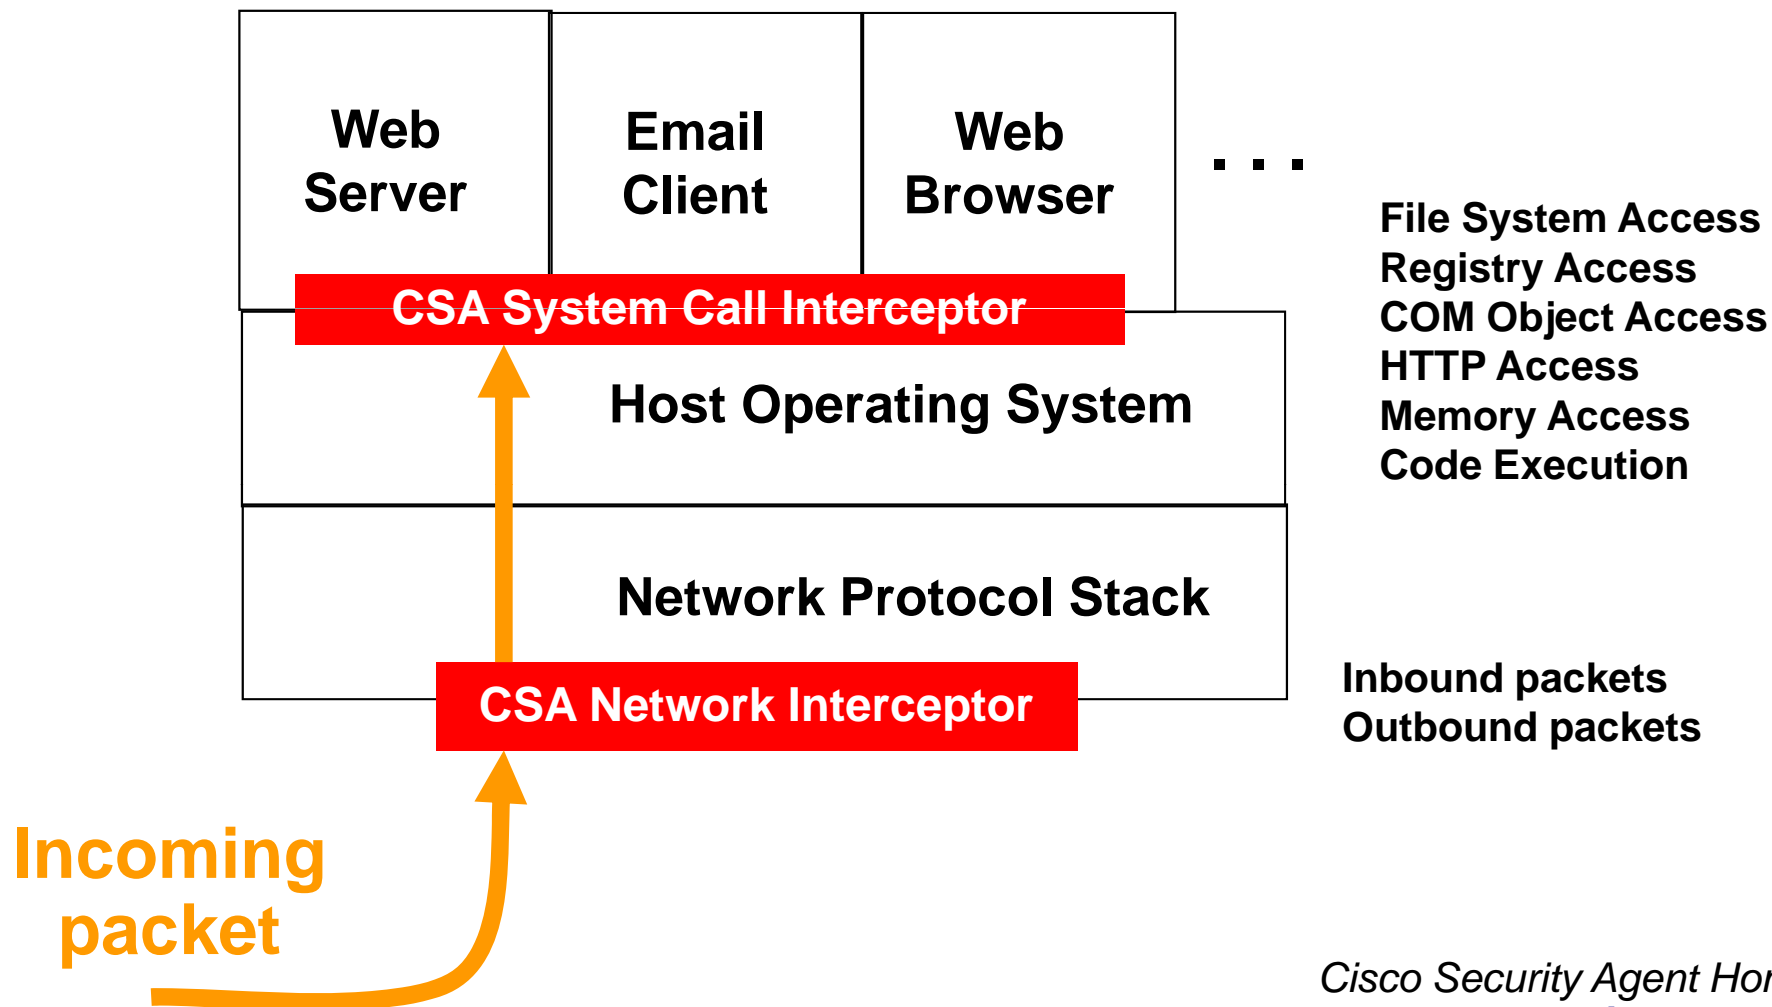 Web
Server
Email
Client
Web
Browser
. . .
File System Access
Registry Access
COM Object Access
HTTP Access
Memory Access
Code Execution
CSA System Call Interceptor
Host Operating System
Network Protocol Stack
CSA Network Interceptor
Inbound packets
Outbound packets
Incoming
packet
Cisco Security Agent